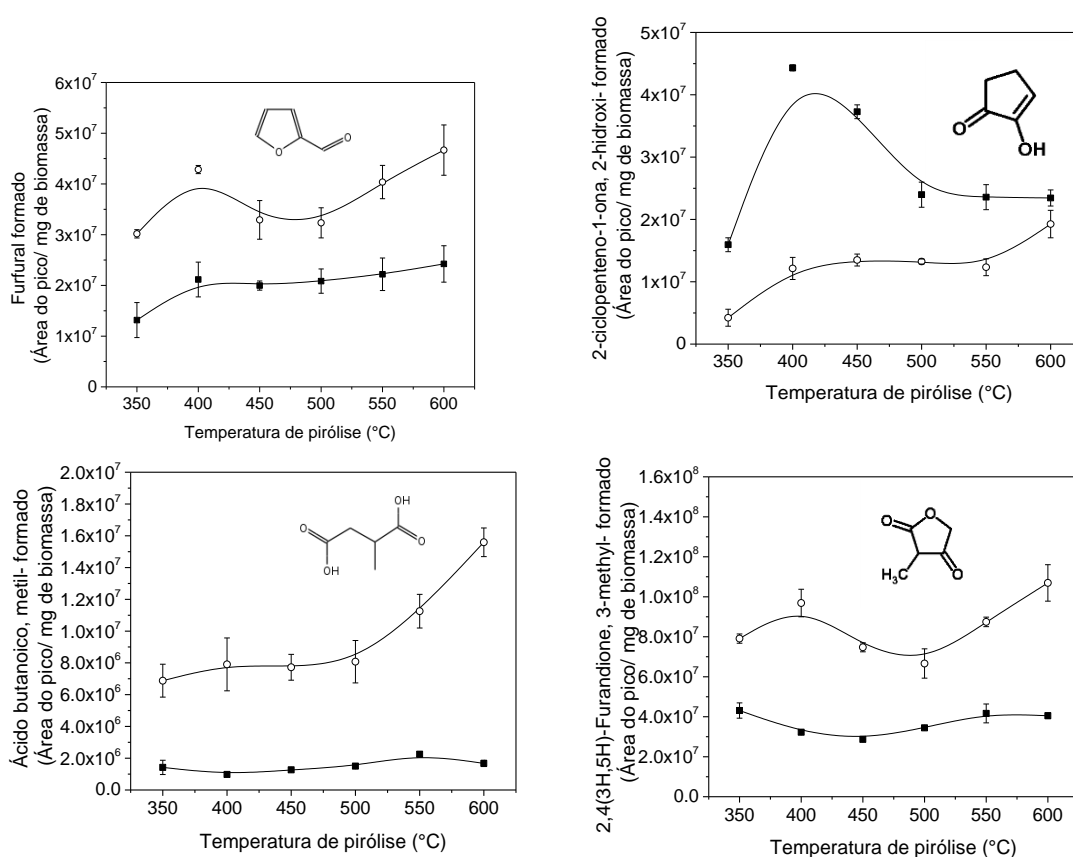 Furfural formado
(Área do pico/ mg de biomassa)
6x10⁷
5x10⁷
4x10⁷
3x10⁷
2x10⁷
1x10⁷
0
O
O
350 400 450 500 550 600
Temperatura de pirólise (°C)
2-ciclopenteno-1-ona, 2-hidroxi- formado
(Área do pico/ mg de biomassa)
5x10⁷
4x10⁷
3x10⁷
2x10⁷
1x10⁷
0
O
OH
350 400 450 500 550 600
Temperatura de pirólise (°C)
Ácido butanoico, metil- formado
(Área do pico/ mg de biomassa)
2.0x10⁷
1.8x10⁷
1.6x10⁷
1.4x10⁷
1.2x10⁷
1.0x10⁷
8.0x10⁶
6.0x10⁶
4.0x10⁶
2.0x10⁶
0.0
OH
O
O
OH
350 400 450 500 550 600
Temperatura de pirólise (°C)
2,4(3H,5H)-Furandione, 3-methyl- formado
(Área do pico/ mg de biomassa)
1.6x10⁸
1.4x10⁸
1.2x10⁸
1.0x10⁸
8.0x10⁷
6.0x10⁷
4.0x10⁷
2.0x10⁷
0.0
O
O
H₃C
O
350 400 450 500 550 600
Temperatura de pirólise (°C)